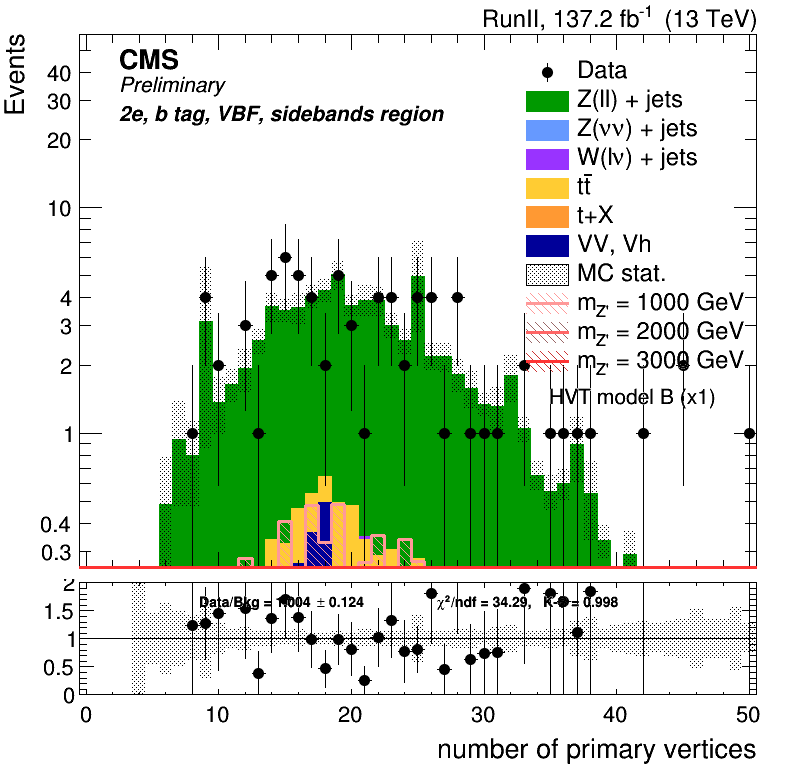 RunII, 137.2 fb⁻¹ (13 TeV)
CMS
Preliminary
2e, b tag, VBF, sidebands region
Events
40
30
20
10
4
3
2
1
0.4
0.3
Data
Z(ll) + jets
Z(νν) + jets
W(lν) + jets
tt̄
t+X
VV, Vh
MC stat.
m_Z' = 1000 GeV
m_Z' = 2000 GeV
m_Z' = 3000 GeV
HVT model B (x1)
2
1.5
1
0.5
0
Data/Bkg = 1.004 ± 0.124
χ²/ndf = 34.29, K-S = 0.998
0 10 20 30 40 50
number of primary vertices